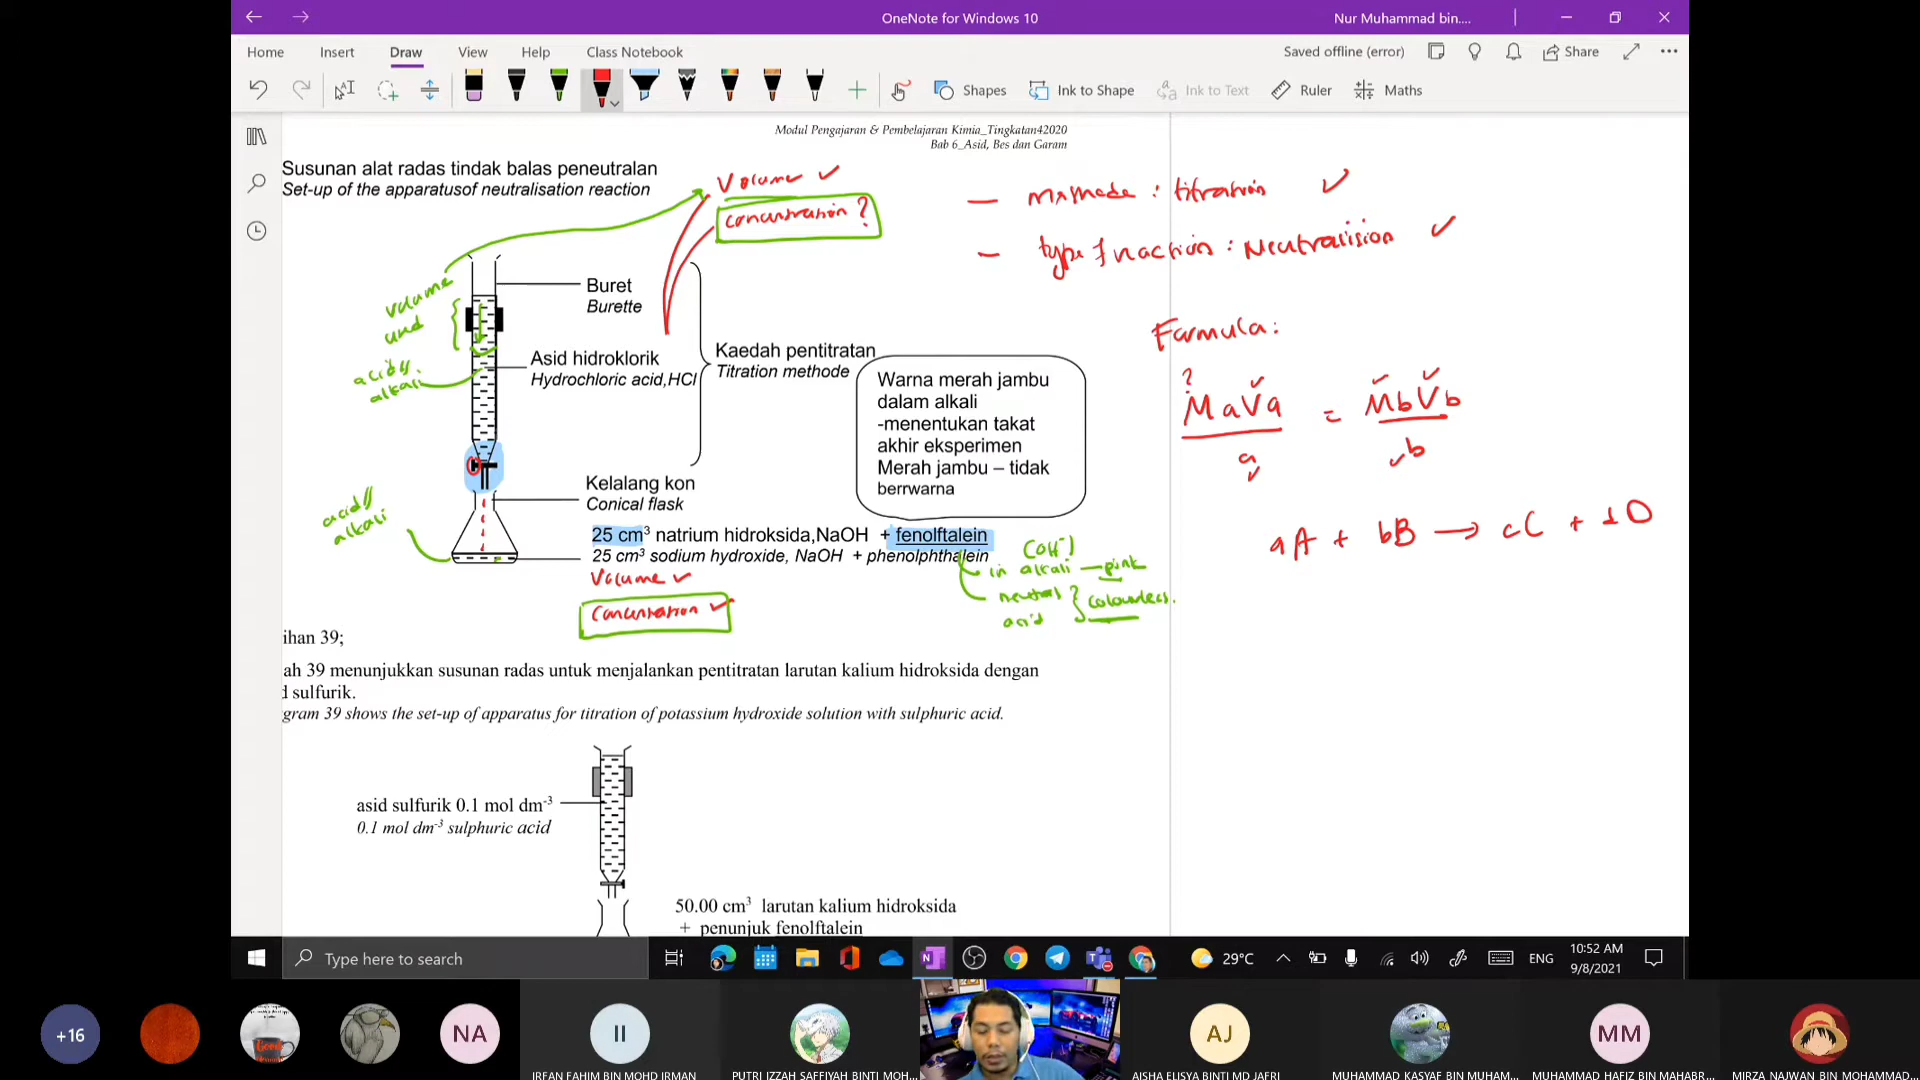 OneNote for Windows 10
Nur Muhammad bin....
Home Insert Draw View Help Class Notebook
Saved offline (error) Share
Shapes Ink to Shape Ink to Text Ruler Maths
Modul Pengajaran & Pembelajaran Kimia_Tingkatan42020
Bab 6_Asid, Bes dan Garam
Susunan alat radas tindak balas peneutralan
Set-up of the apparatusof neutralisation reaction
Volume ✓
concentration ?
titration ✓
Buret
Burette
volume
used
Asid hidroklorik
Hydrochloric acid,HCl
acid//
alkali
Kaedah pentitratan
Titration methode
Warna merah jambu
dalam alkali
-menentukan takat
akhir eksperimen
Merah jambu – tidak
berrwarna
Formula:
? ✓ ✓ ✓
MaVa = MbVb
a b
aA + bB → cC + dD
Kelalang kon
Conical flask
acid//
alkali
25 cm³ natrium hidroksida,NaOH + fenolftalein
25 cm³ sodium hydroxide, NaOH + phenolphthalein
Volume ✓
concentration ✓
(OH⁻)
in alkali — pink
neutral
acid } colourless.
ihan 39;
ah 39 menunjukkan susunan radas untuk menjalankan pentitratan larutan kalium hidroksida dengan
d sulfurik.
gram 39 shows the set-up of apparatus for titration of potassium hydroxide solution with sulphuric acid.
asid sulfurik 0.1 mol dm⁻³
0.1 mol dm⁻³ sulphuric acid
50.00 cm³ larutan kalium hidroksida
+ penunjuk fenolftalein
Type here to search
29°C
ENG
10:52 AM
9/8/2021
+16
NA
II
AJ
MM
IRFAN FAHIM BIN MOHD IRMAN
PUTRI IZZAH SAFFIYAH BINTI MOH...
AISHA ELISYA BINTI MD JAFRI
MUHAMMAD KASYAF BIN MUHAM...
MUHAMMAD HAFIZ BIN MAHABR...
MIRZA NAJWAN BIN MOHAMMAD...